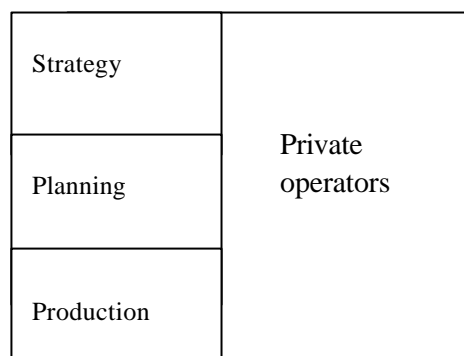 Strategy
Private
operators
Planning
Production